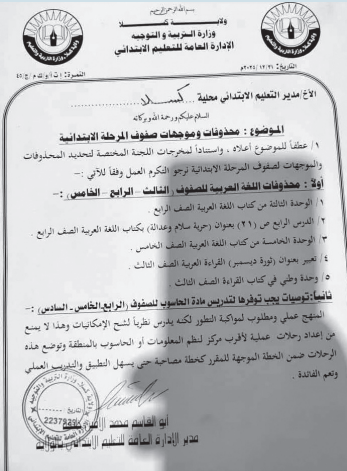 بسم الله الرحمن الرحيم
ولاية كسلا
وزارة التربية والتوجيه
الإدارة العامة للتعليم الابتدائي
التاريخ: ٢٠٢٥/١٢/٣١م
النمرة:
الأخ/ مدير التعليم الابتدائي محلية كسلا
السلام عليكم ورحمة الله وبركاته
الموضوع : محذوفات وموجهات صفوف المرحلة الابتدائية
١/ عطفاً للموضوع أعلاه ، واستناداً لمخرجات اللجنة المختصة لتحديد المحذوفات
والموجهات لصفوف المرحلة الابتدائية نرجو التكرم العمل وفقاً للآتي :-
أولاً : محذوفات اللغة العربية للصفوف (الثالث - الرابع - الخامس) :-
١. الوحدة الثالثة من كتاب اللغة العربية الصف الرابع .
٢. الدرس الرابع ص (٢١) بعنوان (حرية سلام وعدالة) بكتاب اللغة العربية الصف الرابع .
٣. الوحدة الخامسة من كتاب اللغة العربية الصف الخامس .
٤. تعبير بعنوان (ثورة ديسمبر) القراءة العربية الصف الثالث .
٥. وحدة وطني في كتاب القراءة الصف الثالث .
ثانياً: توصيات يجب توفرها لتدريس مادة الحاسوب للصفوف (الرابع_الخامس - السادس) :-
المنهج عملي ومطلوب لمواكبة التطور لكنه يدرس نظرياً لشح الإمكانيات وهذا لا يمنع
من إعداد رحلات عملية لأقرب مركز لنظم المعلومات أو الحاسوب بالمنطقة وتوضع هذه
الرحلات ضمن الخطة الموجهة للمقرر كخطة مصاحبة حتى يسهل التطبيق والتدريب العملي
وتعم الفائدة .
أبو القاسم محمد الأمين
مدير الإدارة العامة للتعليم الابتدائي